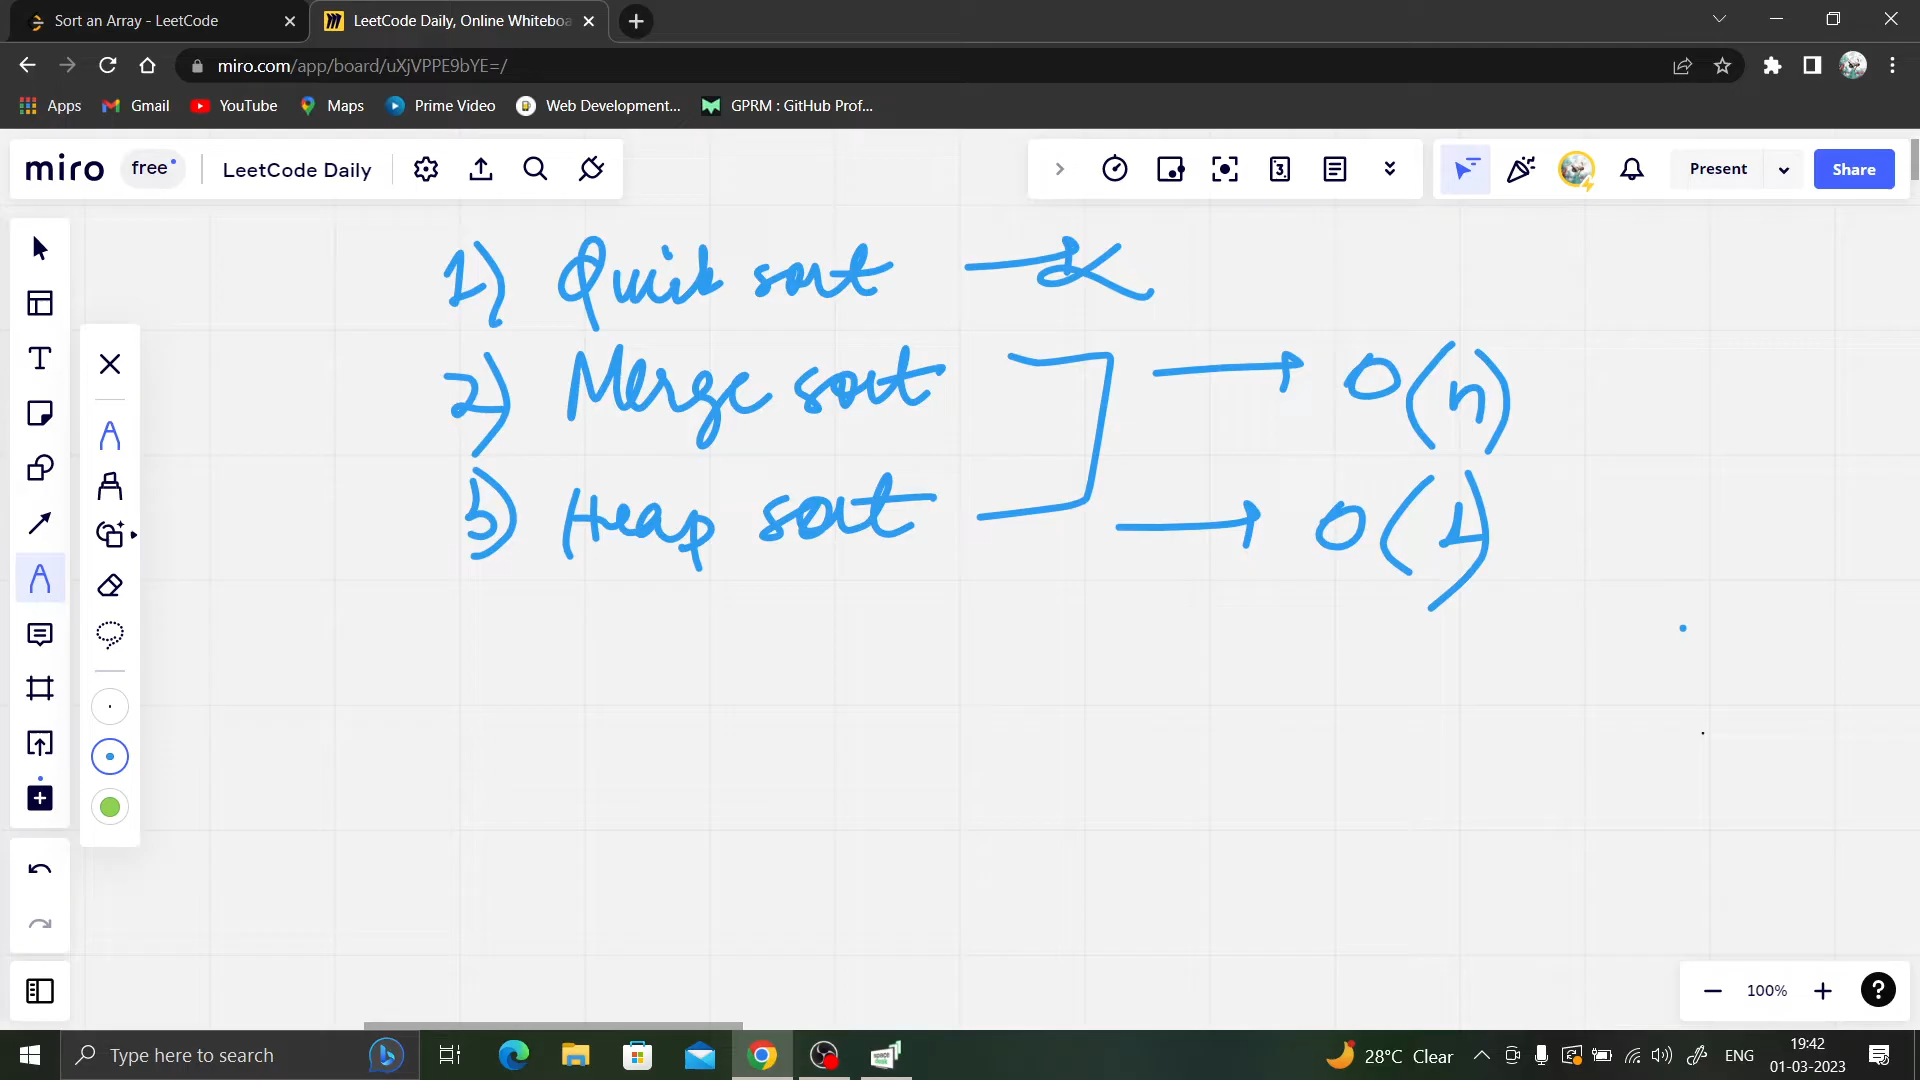 Sort an Array - LeetCode
LeetCode Daily, Online Whiteboa
miro.com/app/board/uXjVPPE9bYE=/
Apps Gmail YouTube Maps Prime Video Web Development... GPRM : GitHub Prof...
miro free LeetCode Daily
3
Present Share
1) Quick sort
2) Merge sort → O(n)
3) Heap sort → O(1)
T
100%
?
Type here to search
28°C Clear
ENG
19:42
01-03-2023